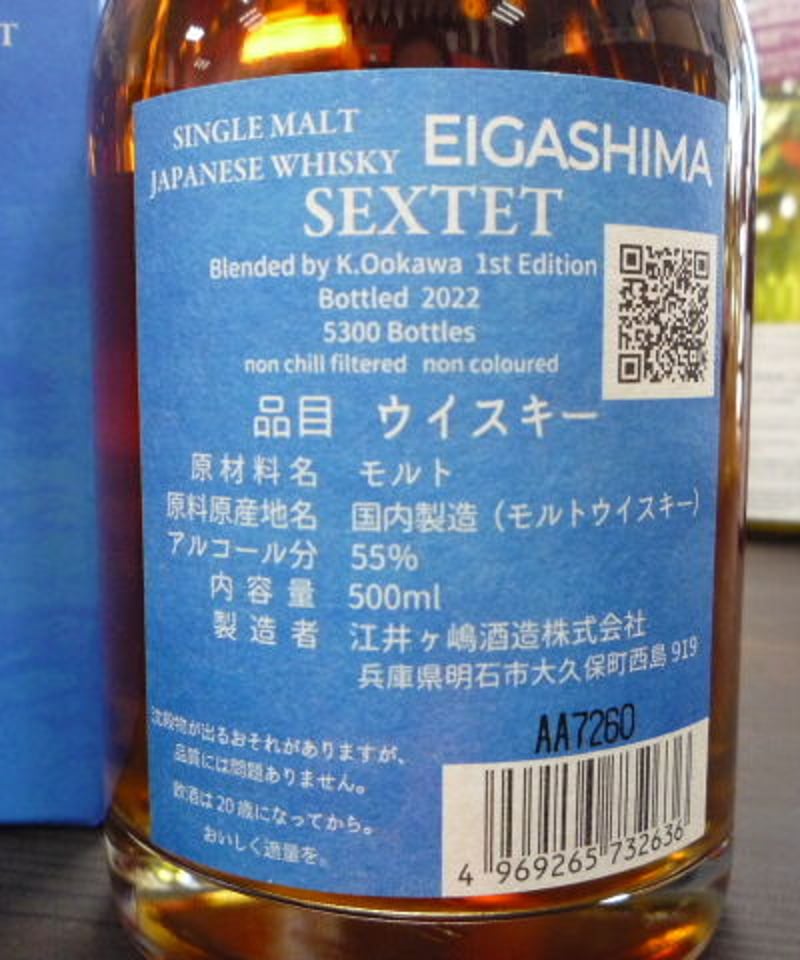 T
SINGLE MALT
JAPANESE WHISKY
EIGASHIMA
SEXTET
Blended by K.Ookawa 1st Edition
Bottled 2022
5300 Bottles
non chill filtered non coloured
品目 ウイスキー
原材料名 モルト
原料原産地名 国内製造（モルトウイスキー）
アルコール分 55%
内容量 500ml
製造者 江井ヶ嶋酒造株式会社
兵庫県明石市大久保町西島 919
沈殿物が出るおそれがありますが、
品質には問題ありません。
飲酒は20歳になってから。
おいしく適量を。
AA7260
4 969265 732636